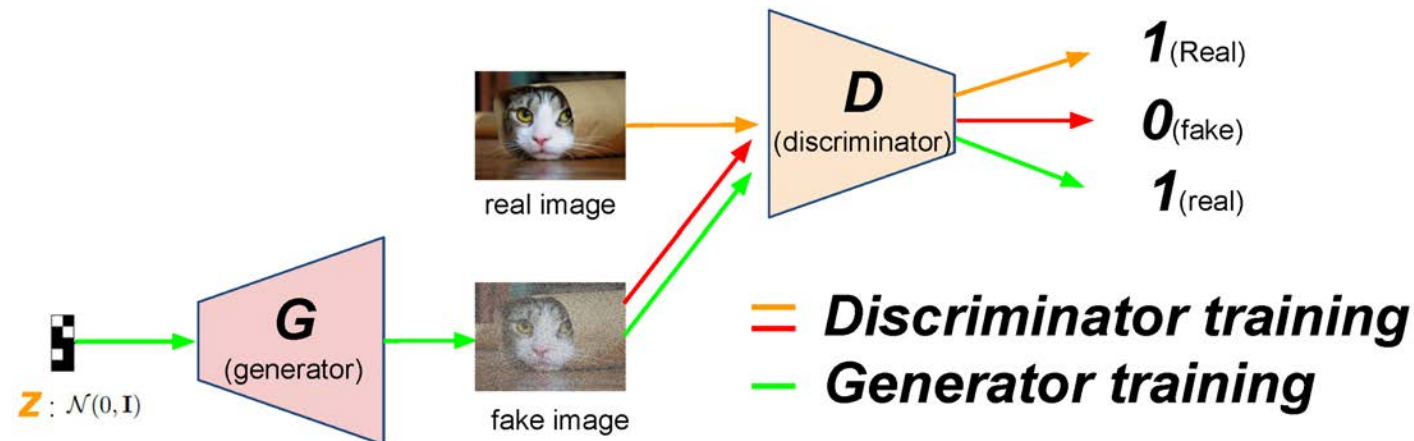 D
(discriminator)
1(Real)
0(fake)
1(real)
real image
G
(generator)
z : 𝒩(0, I)
fake image
Discriminator training
Generator training